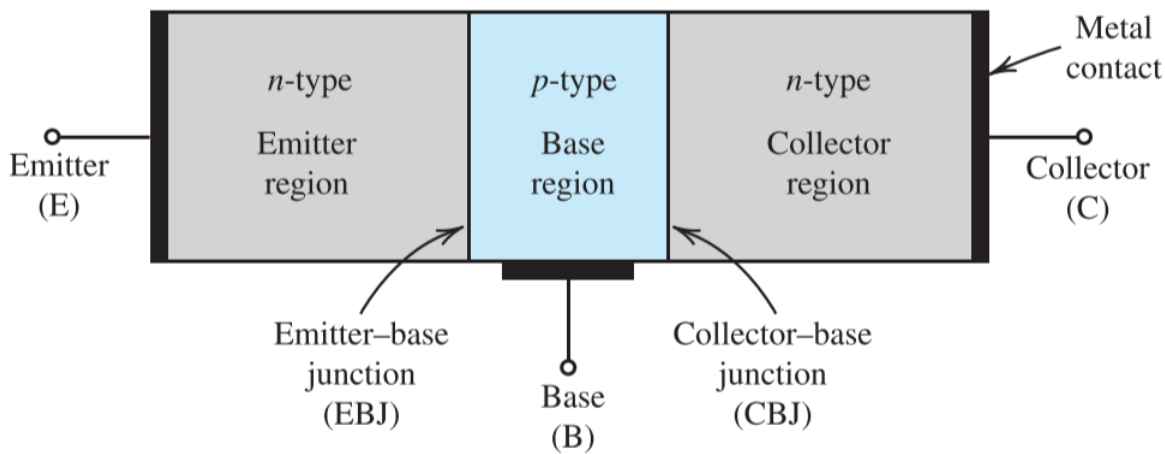 Metal
contact
n-type
Emitter
region
p-type
Base
region
n-type
Collector
region
Emitter
(E)
Collector
(C)
Emitter–base
junction
(EBJ)
Base
(B)
Collector–base
junction
(CBJ)